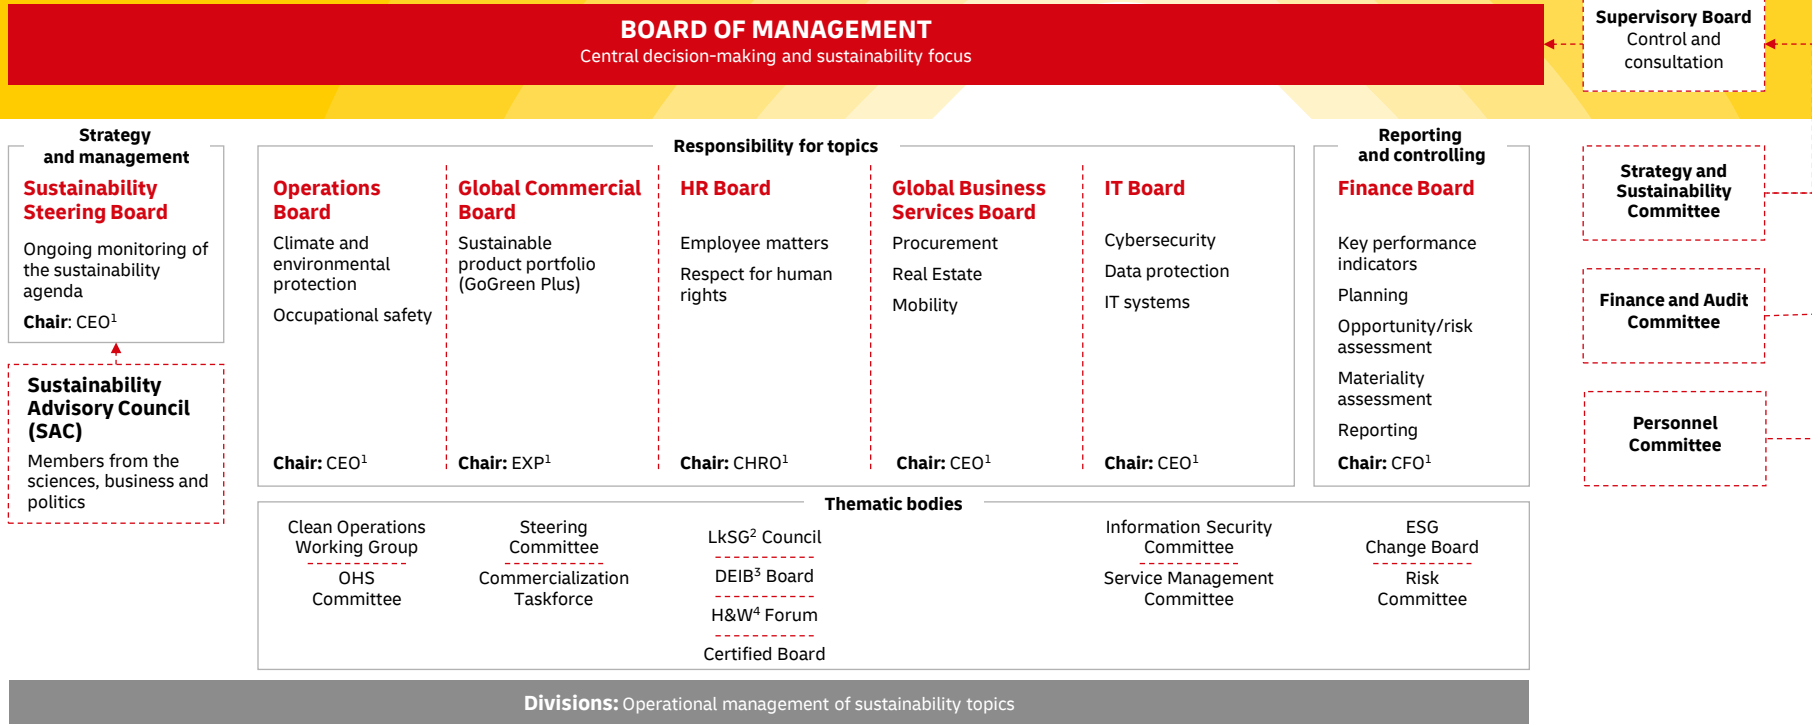 BOARD OF MANAGEMENT
Central decision-making and sustainability focus
Supervisory Board
Control and
consultation
Strategy
and management
Sustainability
Steering Board
Ongoing monitoring of
the sustainability
agenda
Chair: CEO¹
Sustainability
Advisory Council
(SAC)
Members from the
sciences, business and
politics
Responsibility for topics
Operations
Board
Climate and
environmental
protection
Occupational safety
Chair: CEO¹
Global Commercial
Board
Sustainable
product portfolio
(GoGreen Plus)
Chair: EXP¹
HR Board
Employee matters
Respect for human
rights
Chair: CHRO¹
Global Business
Services Board
Procurement
Real Estate
Mobility
Chair: CEO¹
IT Board
Cybersecurity
Data protection
IT systems
Chair: CEO¹
Reporting
and controlling
Finance Board
Key performance
indicators
Planning
Opportunity/risk
assessment
Materiality
assessment
Reporting
Chair: CFO¹
Strategy and
Sustainability
Committee
Finance and Audit
Committee
Personnel
Committee
Thematic bodies
Clean Operations
Working Group
OHS
Committee
Steering
Committee
Commercialization
Taskforce
LkSG² Council
DEIB³ Board
H&W⁴ Forum
Certified Board
Information Security
Committee
Service Management
Committee
ESG
Change Board
Risk
Committee
Divisions: Operational management of sustainability topics